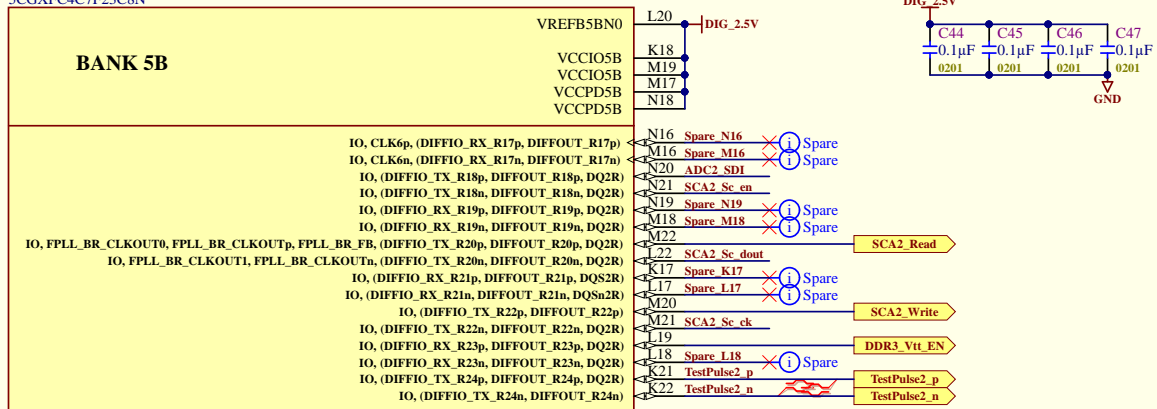 5CGXFC4C7F23C8N
DIG_2.5V
VREFB5BN0 L20 DIG_2.5V
C44 C45 C46 C47
0.1µF 0.1µF 0.1µF 0.1µF
0201 0201 0201 0201
GND
BANK 5B
VCCIO5B K18
VCCIO5B M19
VCCPD5B M17
VCCPD5B N18
IO, CLK6p, (DIFFIO_RX_R17p, DIFFOUT_R17p) N16 Spare_N16 i Spare
IO, CLK6n, (DIFFIO_RX_R17n, DIFFOUT_R17n) M16 Spare_M16 i Spare
IO, (DIFFIO_TX_R18p, DIFFOUT_R18p, DQ2R) N20 ADC2_SDI
IO, (DIFFIO_TX_R18n, DIFFOUT_R18n, DQ2R) N21 SCA2_Sc_en
IO, (DIFFIO_RX_R19p, DIFFOUT_R19p, DQ2R) N19 Spare_N19 i Spare
IO, (DIFFIO_RX_R19n, DIFFOUT_R19n, DQ2R) M18 Spare_M18 i Spare
IO, FPLL_BR_CLKOUT0, FPLL_BR_CLKOUTp, FPLL_BR_FB, (DIFFIO_TX_R20p, DIFFOUT_R20p, DQ2R) M22 SCA2_Read
IO, FPLL_BR_CLKOUT1, FPLL_BR_CLKOUTn, (DIFFIO_TX_R20n, DIFFOUT_R20n, DQ2R) L22 SCA2_Sc_dout
IO, (DIFFIO_RX_R21p, DIFFOUT_R21p, DQS2R) K17 Spare_K17 i Spare
IO, (DIFFIO_RX_R21n, DIFFOUT_R21n, DQSn2R) L17 Spare_L17 i Spare
IO, (DIFFIO_TX_R22p, DIFFOUT_R22p) M20 SCA2_Write
IO, (DIFFIO_TX_R22n, DIFFOUT_R22n, DQ2R) M21 SCA2_Sc_ck
IO, (DIFFIO_RX_R23p, DIFFOUT_R23p, DQ2R) L19 DDR3_Vtt_EN
IO, (DIFFIO_RX_R23n, DIFFOUT_R23n, DQ2R) L18 Spare_L18 i Spare
IO, (DIFFIO_TX_R24p, DIFFOUT_R24p, DQ2R) K21 TestPulse2_p TestPulse2_p
IO, (DIFFIO_TX_R24n, DIFFOUT_R24n) K22 TestPulse2_n TestPulse2_n